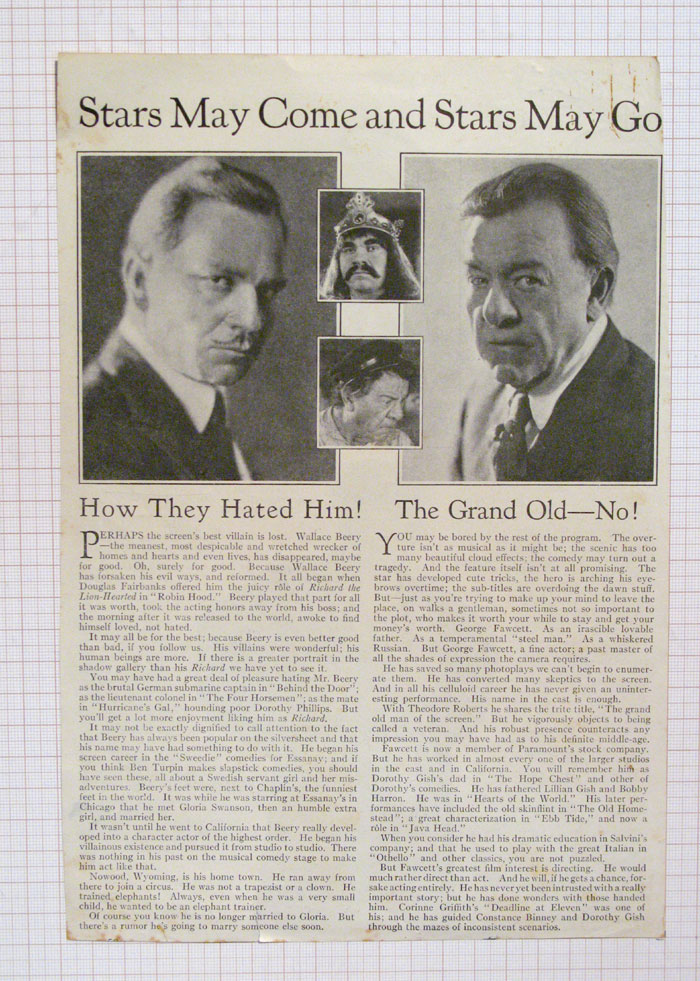 Stars May Come and Stars May Go
How They Hated Him!
PERHAPS the screen's best villain is lost. Wallace Beery
—the meanest, most despicable and wretched wrecker of
homes and hearts and even lives, has disappeared, maybe
for good. Oh, surely for good. Because Wallace Beery
has forsaken his evil ways, and reformed. It all began when
Douglas Fairbanks offered him the juicy rôle of Richard the
Lion-Hearted in "Robin Hood." Beery played that part for all
it was worth, took the acting honors away from his boss; and
the morning after it was released to the world, awoke to find
himself loved, not hated.
It may all be for the best; because Beery is even better good
than bad, if you follow us. His villains were wonderful; his
human beings are more. If there is a greater portrait in the
shadow gallery than his Richard we have yet to see it.
You may have had a great deal of pleasure hating Mr. Beery
as the brutal German submarine captain in "Behind the Door";
as the lieutenant colonel in "The Four Horsemen"; as the mate
in "Hurricane's Gal," hounding poor Dorothy Phillips. But
you'll get a lot more enjoyment liking him as Richard.
It may not be exactly dignified to call attention to the fact
that Beery has always been popular on the silversheet and that
his name may have had something to do with it. He began his
screen career in the "Sweedie" comedies for Essanay; and if
you think Ben Turpin makes slapstick comedies, you should
have seen these, all about a Swedish servant girl and her mis-
adventures. Beery's feet were, next to Chaplin's, the funniest
feet in the world. It was while he was starring at Essanay's in
Chicago that he met Gloria Swanson, then an humble extra
girl, and married her.
It wasn't until he went to California that Beery really devel-
oped into a character actor of the highest order. He began his
villainous existence and pursued it from studio to studio. There
was nothing in his past on the musical comedy stage to make
him act like that.
Nowood, Wyoming, is his home town. He ran away from
there to join a circus. He was not a trapezist or a clown. He
trained elephants! Always, even when he was a very small
child, he wanted to be an elephant trainer.
Of course you know he is no longer married to Gloria. But
there's a rumor he's going to marry someone else soon.
The Grand Old—No!
YOU may be bored by the rest of the program. The over-
ture isn't as musical as it might be; the scenic has too
many beautiful cloud effects; the comedy may turn out a
tragedy. And the feature itself isn't at all promising. The
star has developed cute tricks, the hero is arching his eye-
brows overtime; the sub-titles are overdoing the dawn stuff.
But—just as you're trying to make up your mind to leave the
place, on walks a gentleman, sometimes not so important to
the plot, who makes it worth your while to stay and get your
money's worth. George Fawcett. As an irascible lovable
father. As a temperamental "steel man." As a whiskered
Russian. But George Fawcett, a fine actor; a past master of
all the shades of expression the camera requires.
He has saved so many photoplays we can't begin to enumer-
ate them. He has converted many skeptics to the screen.
And in all his celluloid career he has never given an uninter-
esting performance. His name in the cast is enough.
With Theodore Roberts he shares the trite title, "The grand
old man of the screen." But he vigorously objects to being
called a veteran. And his robust presence counteracts any
impression you may have had as to his definite middle-age.
Fawcett is now a member of Paramount's stock company.
But he has worked in almost every one of the larger studios
in the east and in California. You will remember him as
Dorothy Gish's dad in "The Hope Chest" and other of
Dorothy's comedies. He has fathered Lillian Gish and Bobby
Harron. He was in "Hearts of the World." His later per-
formances have included the old skinflint in "The Old Home-
stead"; a great characterization in "Ebb Tide," and now a
rôle in "Java Head."
When you consider he had his dramatic education in Salvini's
company; and that he used to play with the great Italian in
"Othello" and other classics, you are not puzzled.
But Fawcett's greatest film interest is directing. He would
much rather direct than act. And he will, if he gets a chance, for-
sake acting entirely. He has never yet been intrusted with a really
important story; but he has done wonders with those handed
him. Corinne Griffith's "Deadline at Eleven" was one of
his; and he has guided Constance Binney and Dorothy Gish
through the mazes of inconsistent scenarios.